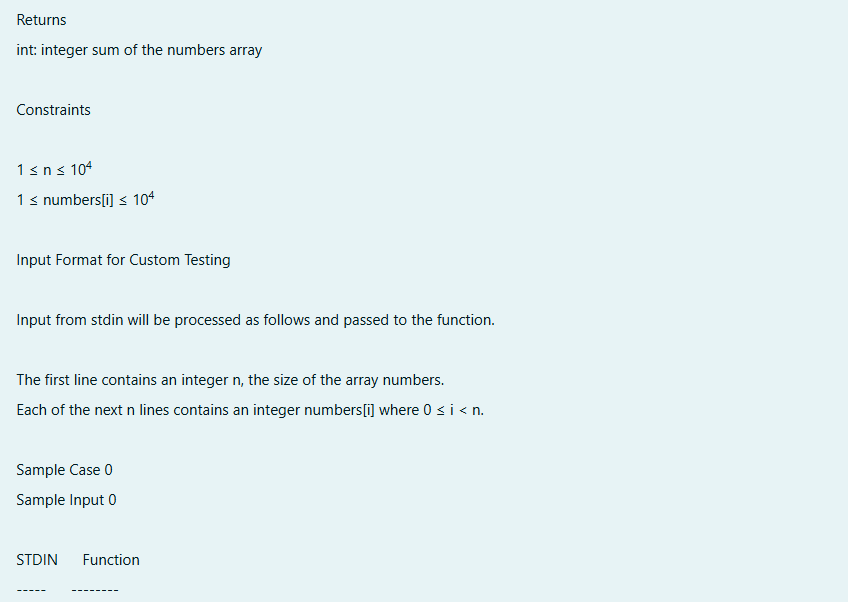 Returns
int: integer sum of the numbers array
Constraints
1 ≤ n ≤ 10⁴
1 ≤ numbers[i] ≤ 10⁴
Input Format for Custom Testing
Input from stdin will be processed as follows and passed to the function.
The first line contains an integer n, the size of the array numbers.
Each of the next n lines contains an integer numbers[i] where 0 ≤ i < n.
Sample Case 0
Sample Input 0
STDIN Function
----- --------